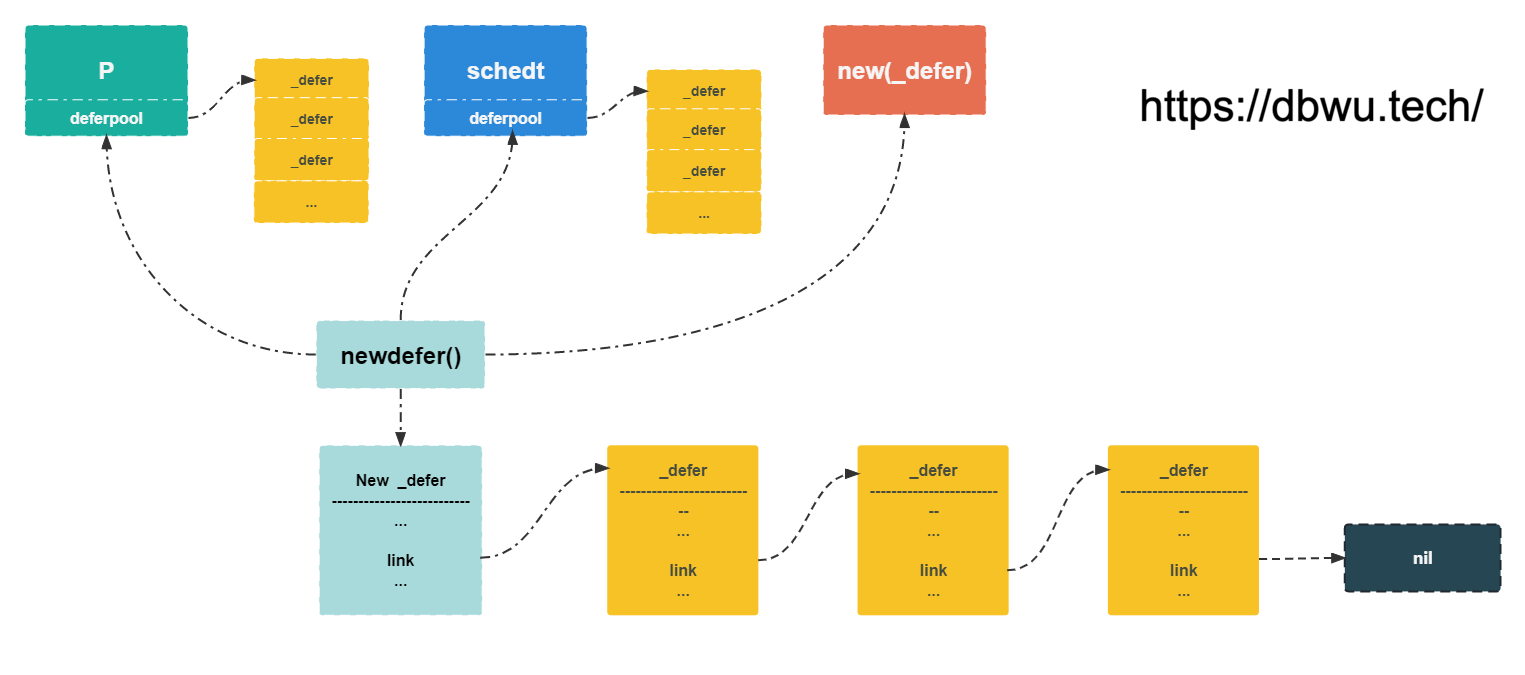 P
deferpool
_defer
_defer
_defer
...
schedt
deferpool
_defer
_defer
_defer
...
new(_defer)
https://dbwu.tech/
newdefer()
New _defer
--------------------------
...
link
...
_defer
------------------------
--
...
link
...
_defer
------------------------
--
...
link
...
_defer
------------------------
--
...
link
...
nil